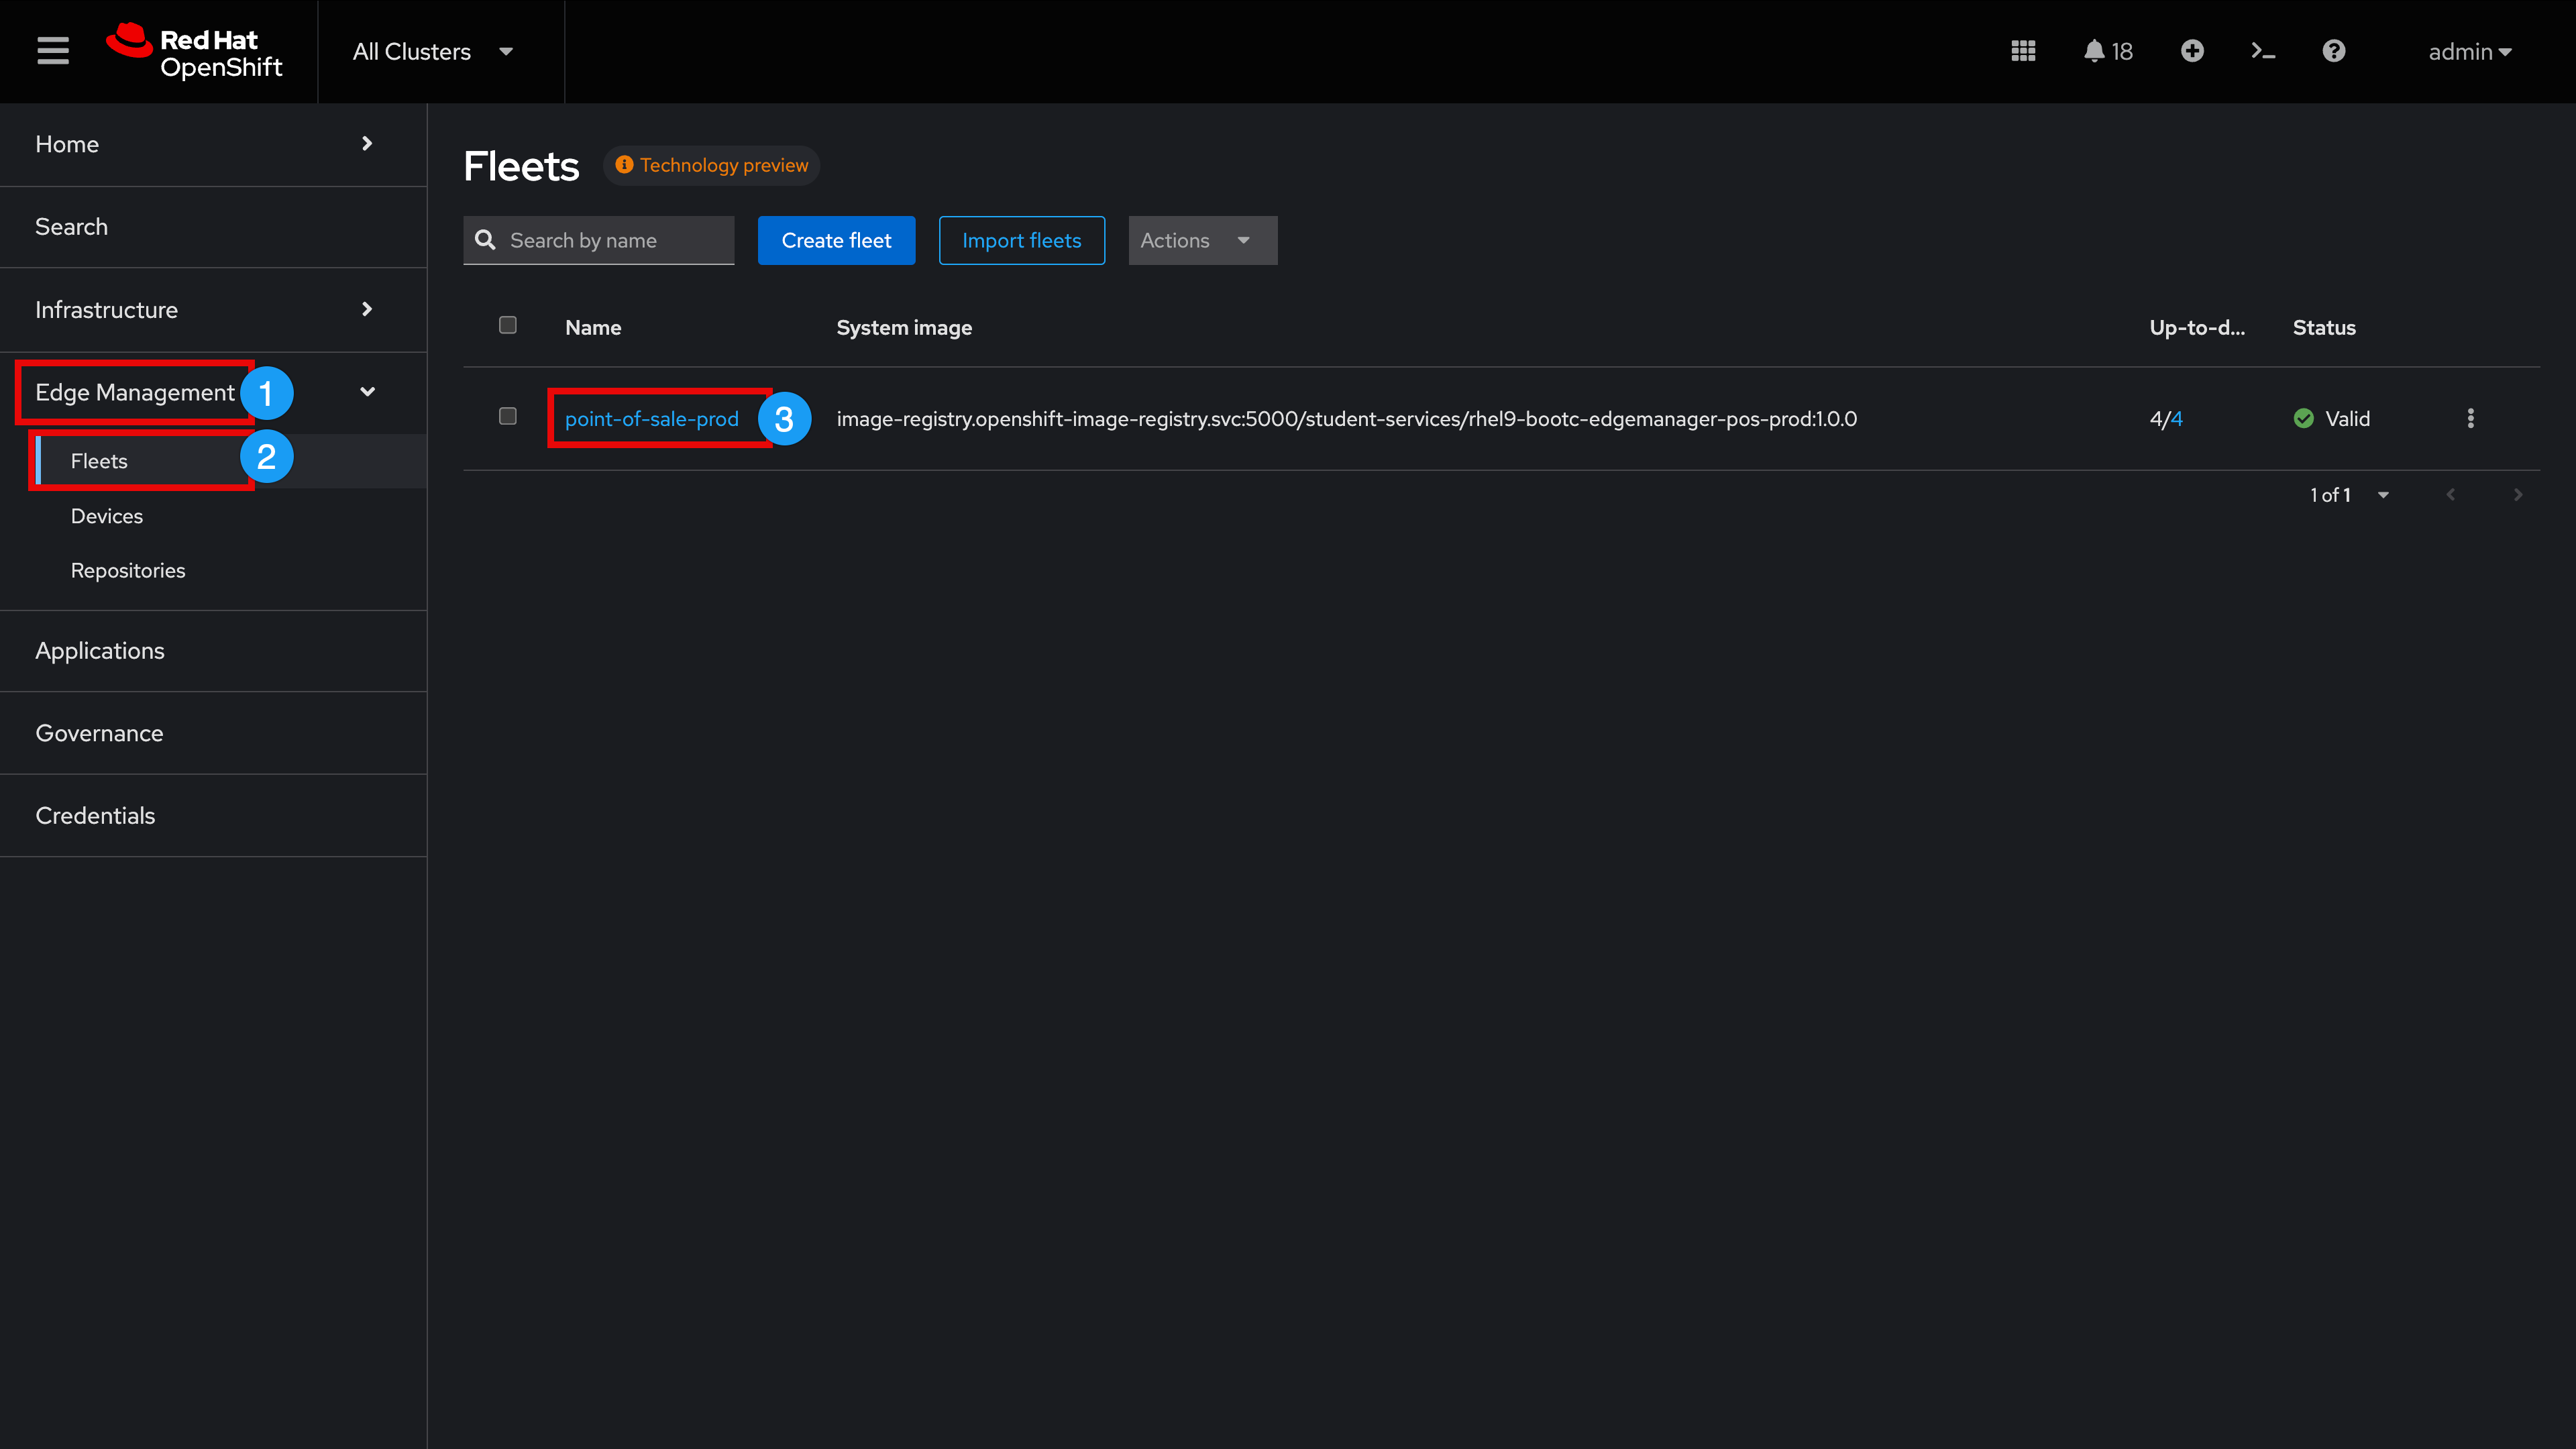 Red Hat
OpenShift
All Clusters
18
admin
Home
Search
Infrastructure
Edge Management 1
Fleets 2
Devices
Repositories
Applications
Governance
Credentials
Fleets Technology preview
Search by name Create fleet Import fleets Actions
Name System image Up-to-d... Status
point-of-sale-prod 3 image-registry.openshift-image-registry.svc:5000/student-services/rhel9-bootc-edgemanager-pos-prod:1.0.0 4/4 Valid
1 of 1